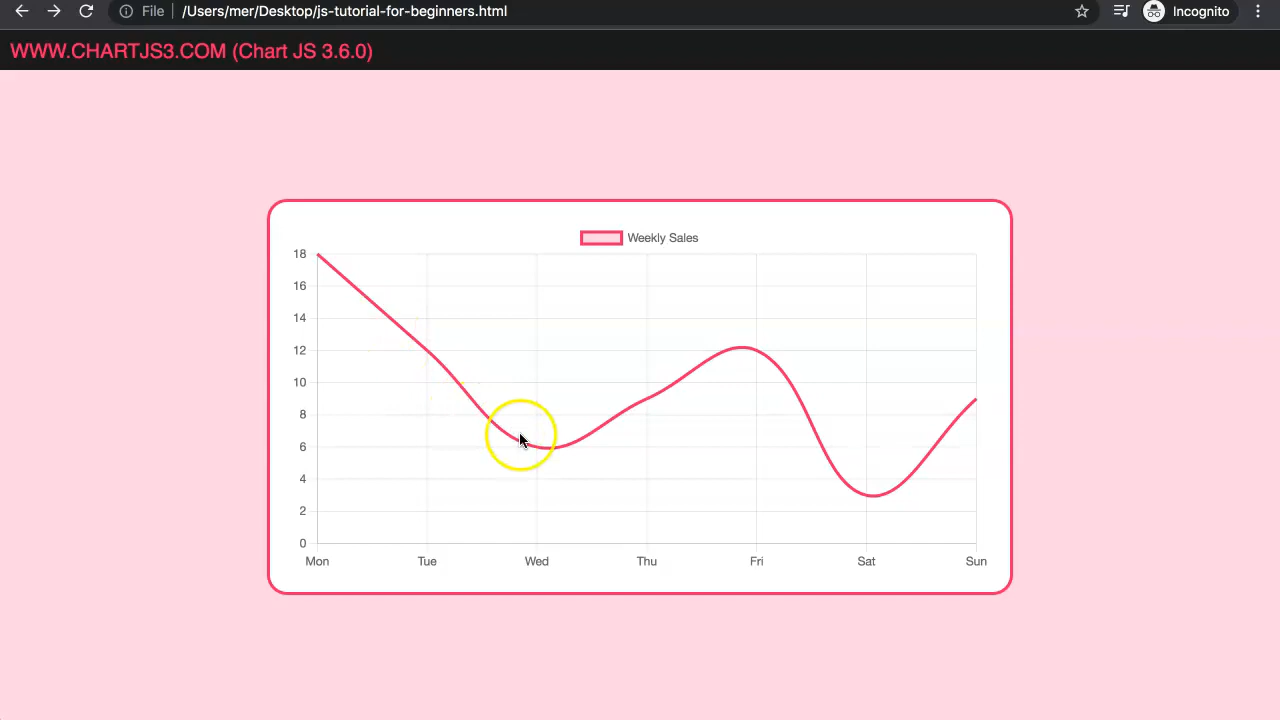 File /Users/mer/Desktop/js-tutorial-for-beginners.html Incognito
WWW.CHARTJS3.COM (Chart JS 3.6.0)
Weekly Sales
18
16
14
12
10
8
6
4
2
0
Mon Tue Wed Thu Fri Sat Sun